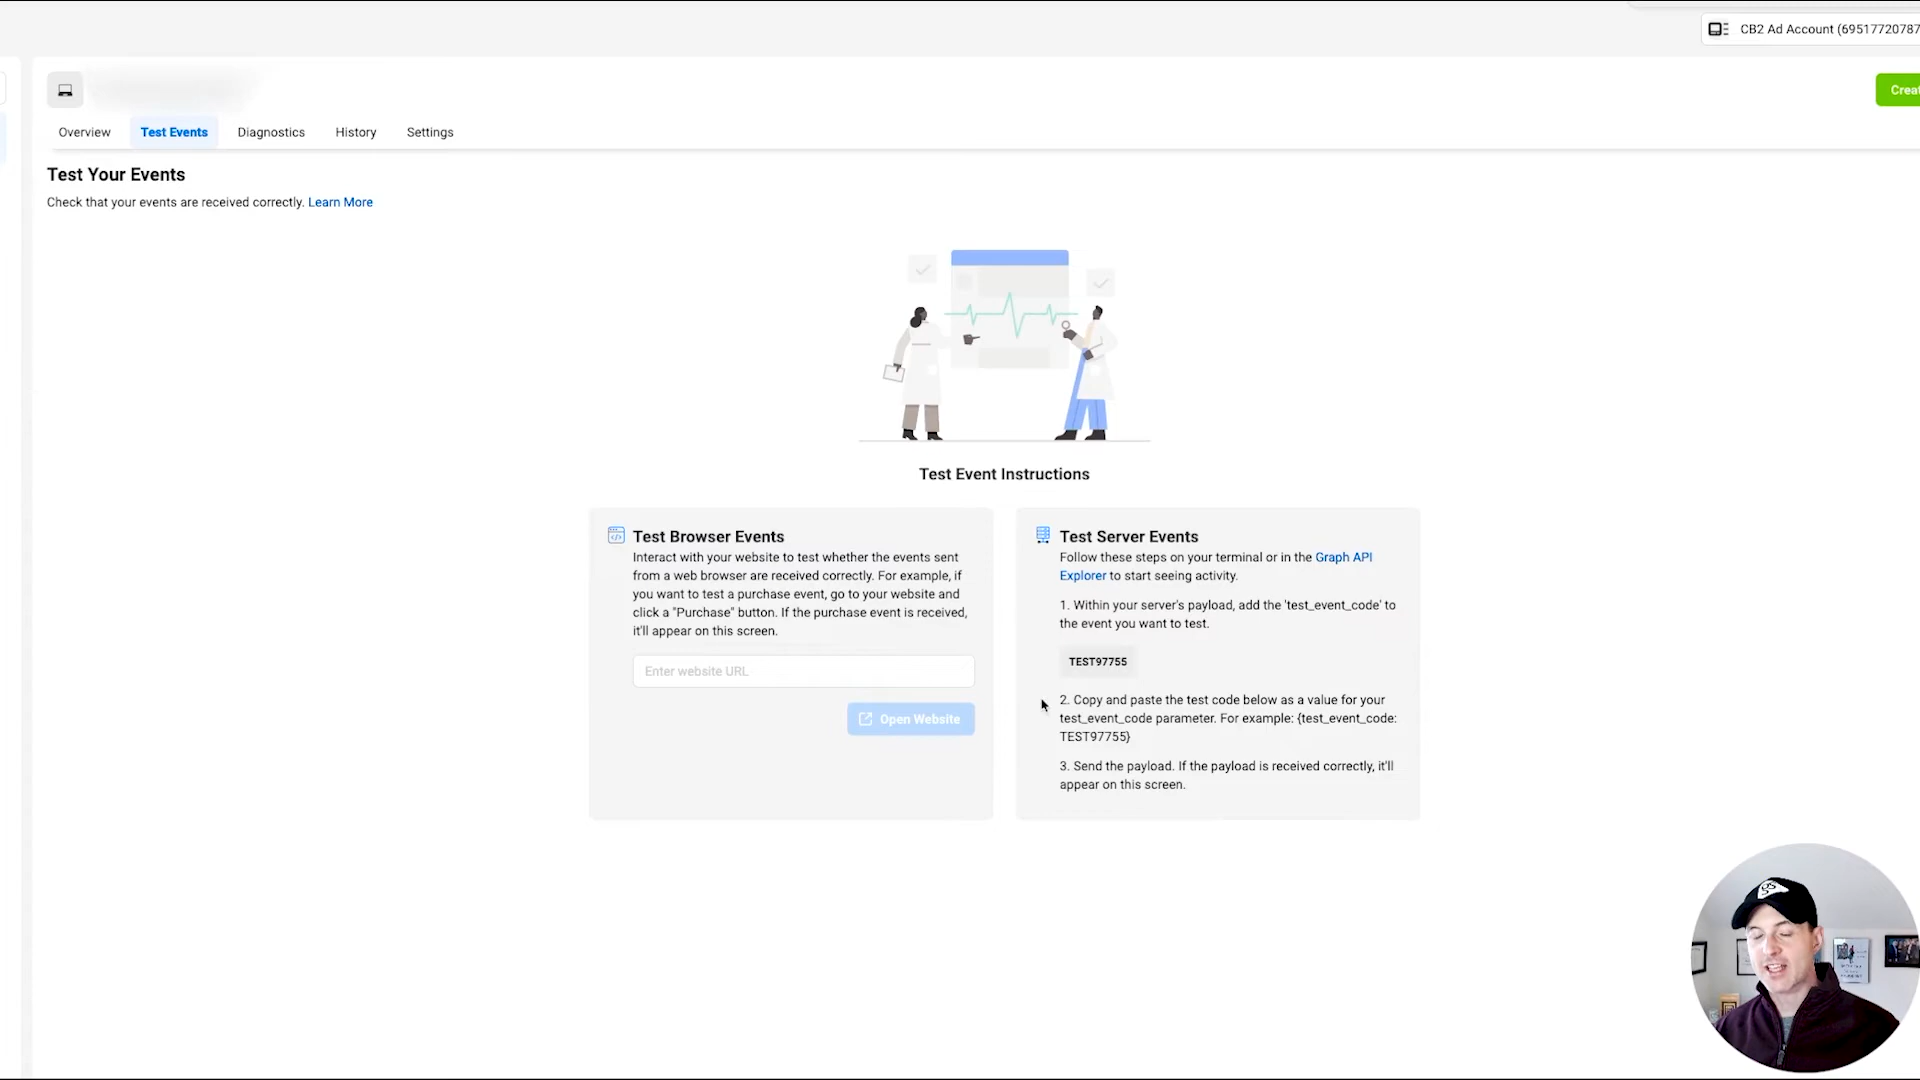 CB2 Ad Account (69517720787
Creat
Overview
Test Events
Diagnostics
History
Settings
Test Your Events
Check that your events are received correctly. Learn More
Test Event Instructions
Test Browser Events
Interact with your website to test whether the events sent
from a web browser are received correctly. For example, if
you want to test a purchase event, go to your website and
click a "Purchase" button. If the purchase event is received,
it'll appear on this screen.
Enter website URL
Open Website
Test Server Events
Follow these steps on your terminal or in the Graph API
Explorer to start seeing activity.
1. Within your server's payload, add the 'test_event_code' to
the event you want to test.
TEST97755
2. Copy and paste the test code below as a value for your
test_event_code parameter. For example: {test_event_code:
TEST97755}
3. Send the payload. If the payload is received correctly, it'll
appear on this screen.